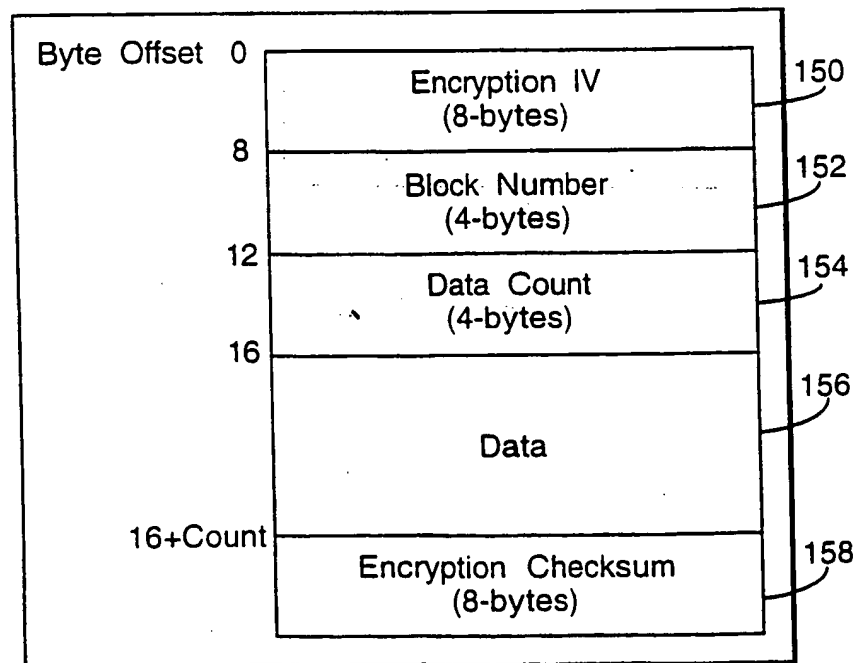 Byte Offset 0
Encryption IV
150
(8-bytes)
8
Block Number
152
(4-bytes)
12
Data Count
154
(4-bytes)
16
156
Data
16+Count
Encryption Checksum
158
(8-bytes)